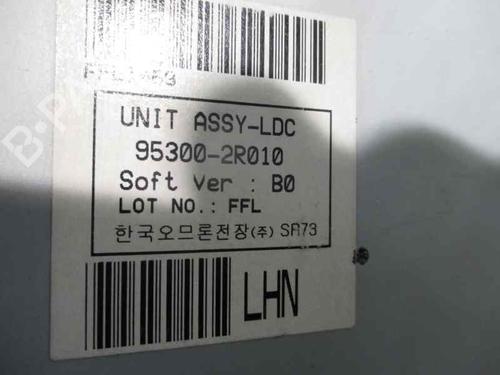 UNIT ASSY-LDC
95300-2R010
Soft Ver : B0
LOT NO.: FFL
한국오므론전장(주) SR73
LHN